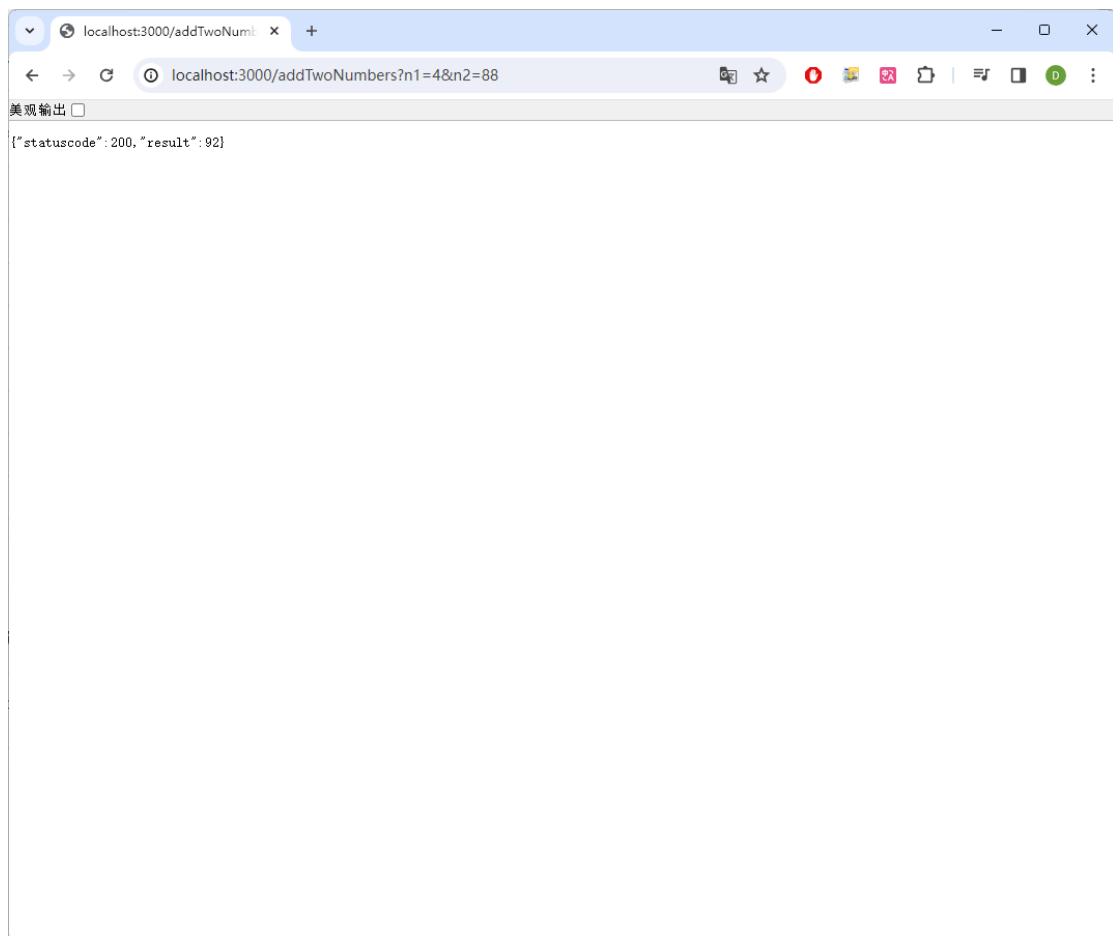 localhost:3000/addTwoNumb
localhost:3000/addTwoNumbers?n1=4&n2=88
D
美观输出
{"statuscode":200,"result":92}